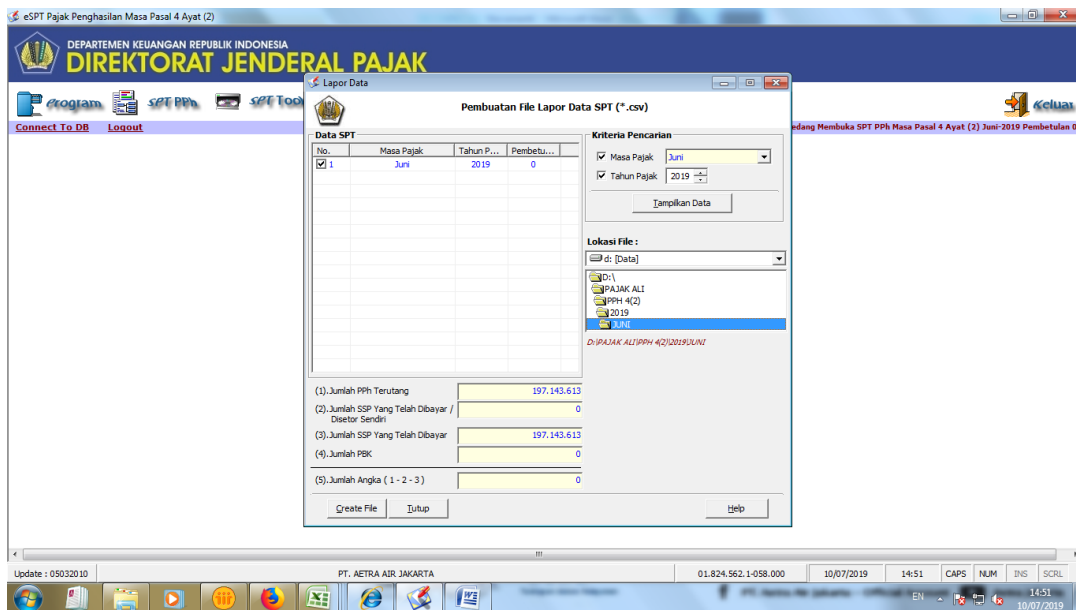 eSPT Pajak Penghasilan Masa Pasal 4 Ayat (2)
DEPARTEMEN KEUANGAN REPUBLIK INDONESIA
DIREKTORAT JENDERAL PAJAK
Program SPT PPh SPT Tool Keluar
Connect To DB Logout edang Membuka SPT PPh Masa Pasal 4 Ayat (2) Juni-2019 Pembetulan 0
Lapor Data
Pembuatan File Lapor Data SPT (*.csv)
Data SPT
No. Masa Pajak Tahun P... Pembetu...
1 Juni 2019 0
Kriteria Pencarian
Masa Pajak Juni
Tahun Pajak 2019
Tampilkan Data
Lokasi File :
d: [Data]
D:\
PAJAK ALI
PPH 4(2)
2019
JUNI
D:\PAJAK ALI\PPH 4(2)\2019\JUNI
(1).Jumlah PPh Terutang 197.143.613
(2).Jumlah SSP Yang Telah Dibayar / 0
Disetor Sendiri
(3).Jumlah SSP Yang Telah Dibayar 197.143.613
(4).Jumlah PBK 0
(5).Jumlah Angka ( 1 - 2 - 3 ) 0
Create File Tutup Help
Update : 05032010 PT. AETRA AIR JAKARTA 01.824.562.1-058.000 10/07/2019 14:51 CAPS NUM INS SCRL
EN 14:51
10/07/2019